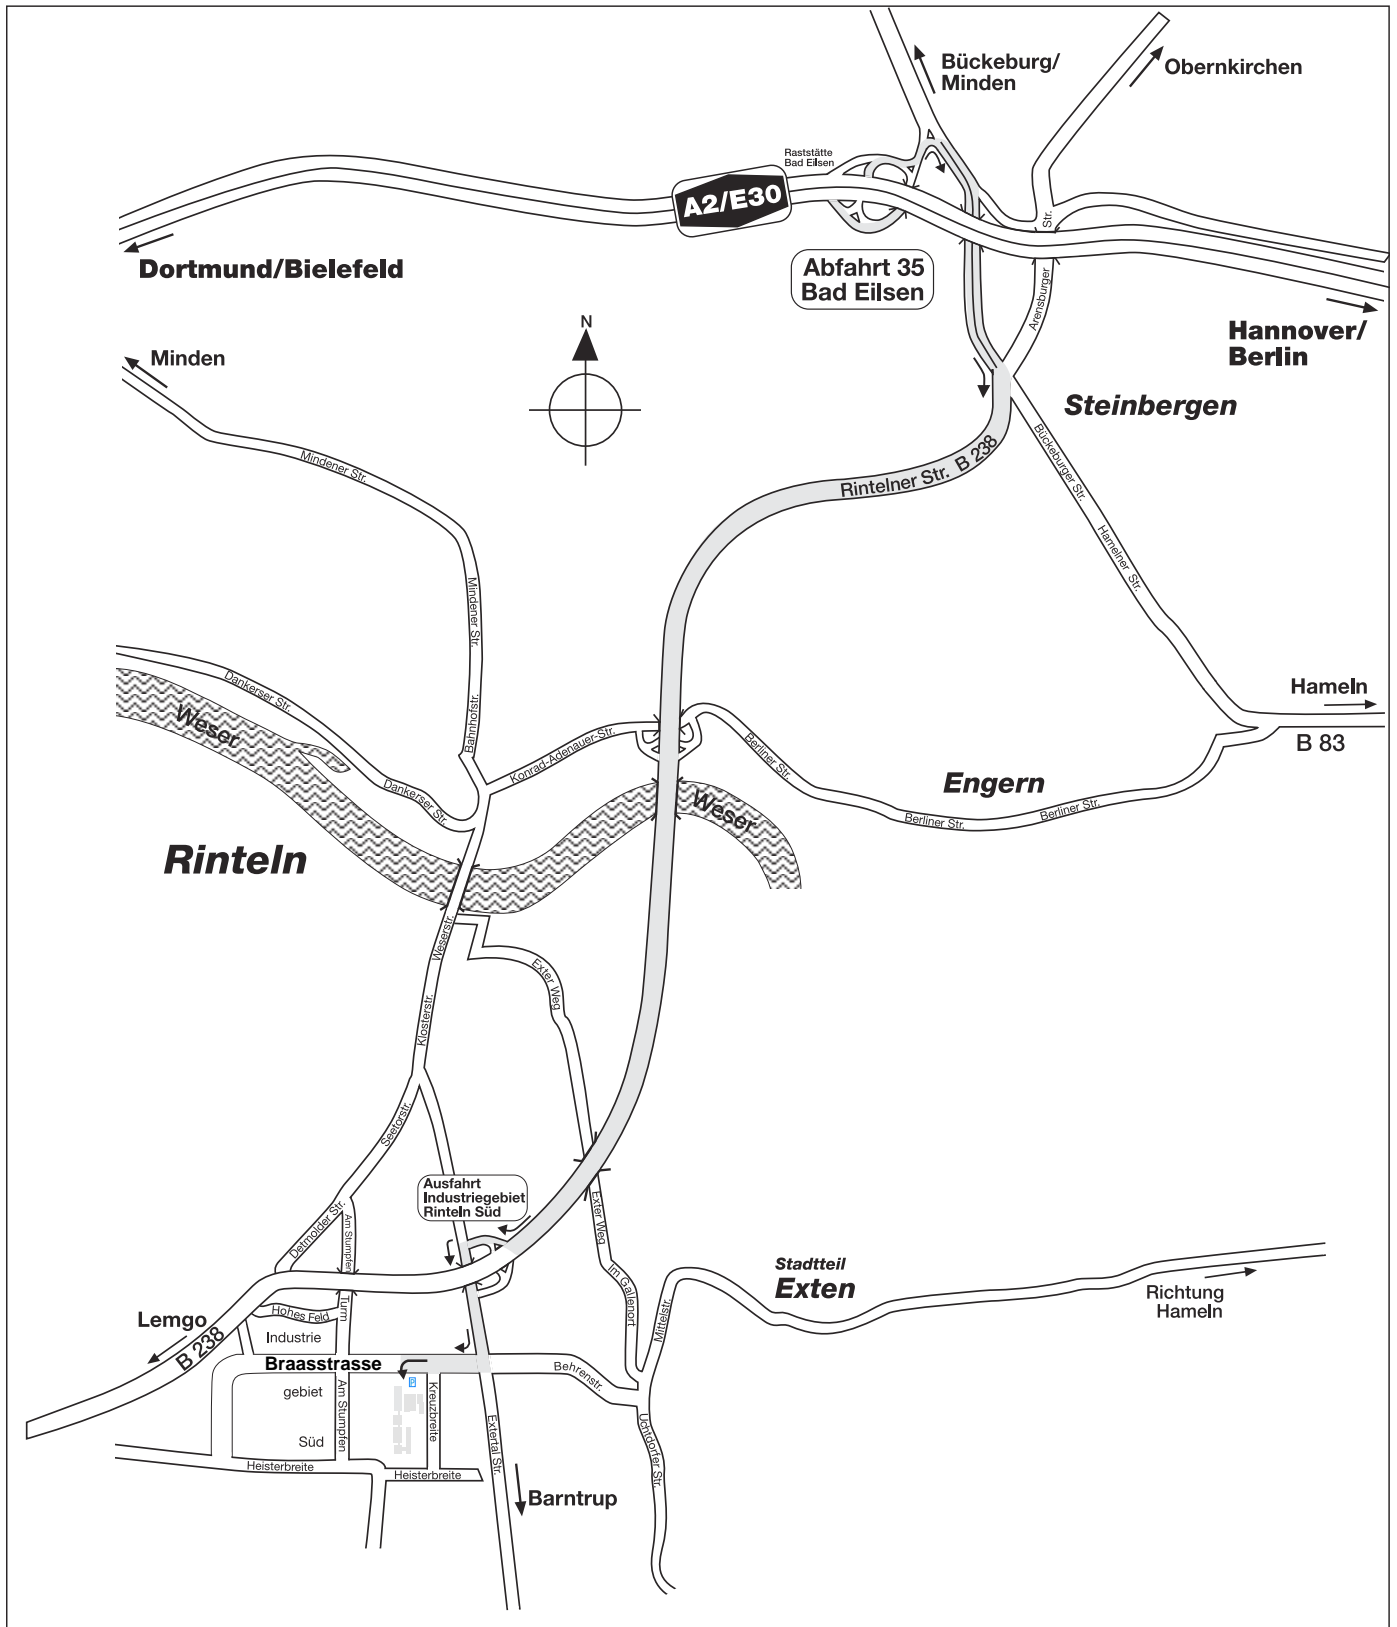 Bückeburg/
Minden
Obernkirchen
Raststätte
Bad Eilsen
A2/E30
Str.
Dortmund/Bielefeld
Abfahrt 35
Bad Eilsen
Arensburger
Hannover/
Berlin
N
Minden
Steinbergen
Mindener Str.
Rintelner Str. B 238
Bückeburger Str.
Hamelner Str.
Mindener Str.
Dankerser Str.
Weser
Bahnhofstr.
Hameln
B 83
Konrad-Adenauer-Str.
Berliner Str.
Engern
Dankerser Str.
Weser
Berliner Str.
Berliner Str.
Rinteln
Weserstr.
Exter Weg
Klosterstr.
Seetorstr.
Ausfahrt
Industriegebiet
Rinteln Süd
Exter Weg
Detmolder Str.
Am Stumpfen
Stadtteil
Exten
Im Gallenort
Richtung
Hameln
Mittelstr.
Lemgo
B 238
Hohes Feld
Turm
Industrie
Braasstrasse
Behrenstr.
P
gebiet
Am Stumpfen
Kreuzbreite
Süd
Extertal Str.
Uchtdorfer Str.
Heisterbreite
Heisterbreite
Barntrup